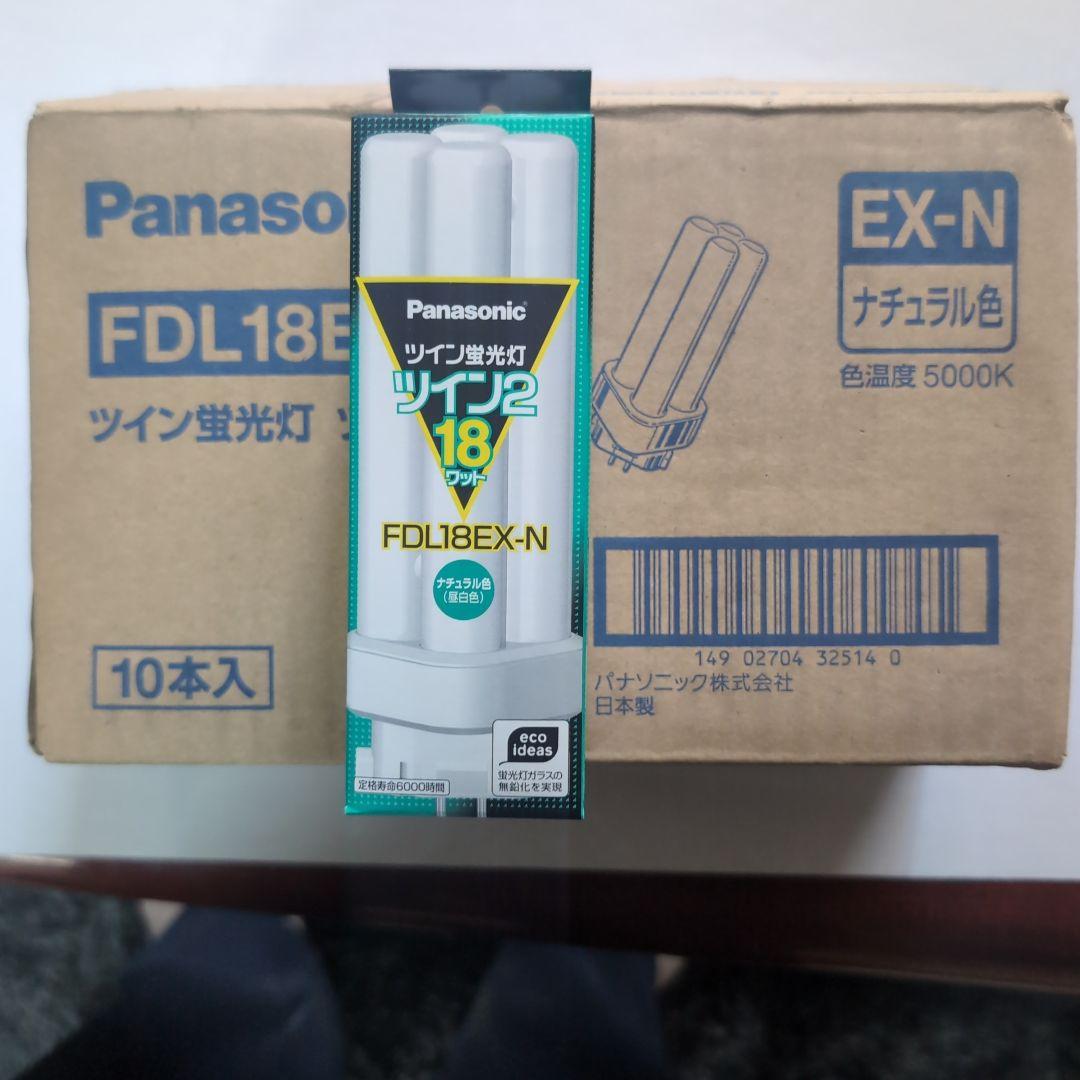 Panaso
FDL18E
ツイン蛍光灯
10本入
Panasonic
ツイン蛍光灯
ツイン2
18
ワット
FDL18EX-N
ナチュラル色
(昼白色)
eco
ideas
蛍光灯ガラスの
無鉛化を実現
定格寿命6000時間
EX-N
ナチュラル色
色温度 5000K
149 02704 32514 0
パナソニック株式会社
日本製